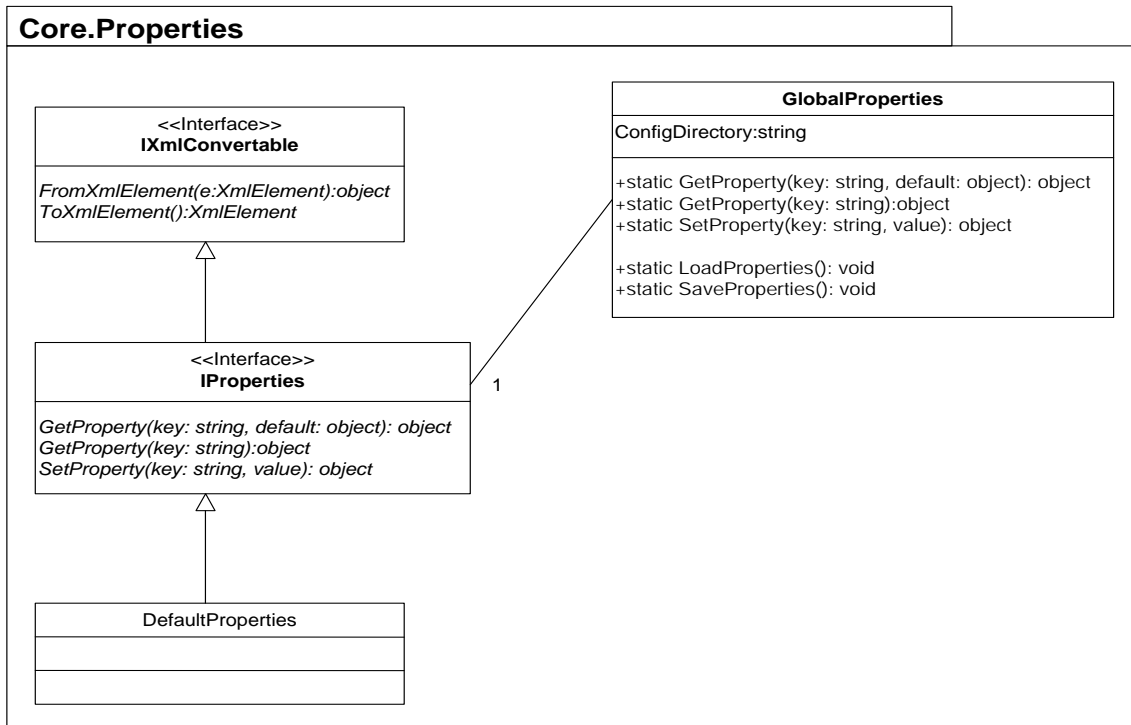 Core.Properties
<<Interface>>
IXmlConvertable
FromXmlElement(e:XmlElement):object
ToXmlElement():XmlElement
GlobalProperties
ConfigDirectory:string
+static GetProperty(key: string, default: object): object
+static GetProperty(key: string):object
+static SetProperty(key: string, value): object
+static LoadProperties(): void
+static SaveProperties(): void
<<Interface>>
IProperties
1
GetProperty(key: string, default: object): object
GetProperty(key: string):object
SetProperty(key: string, value): object
DefaultProperties